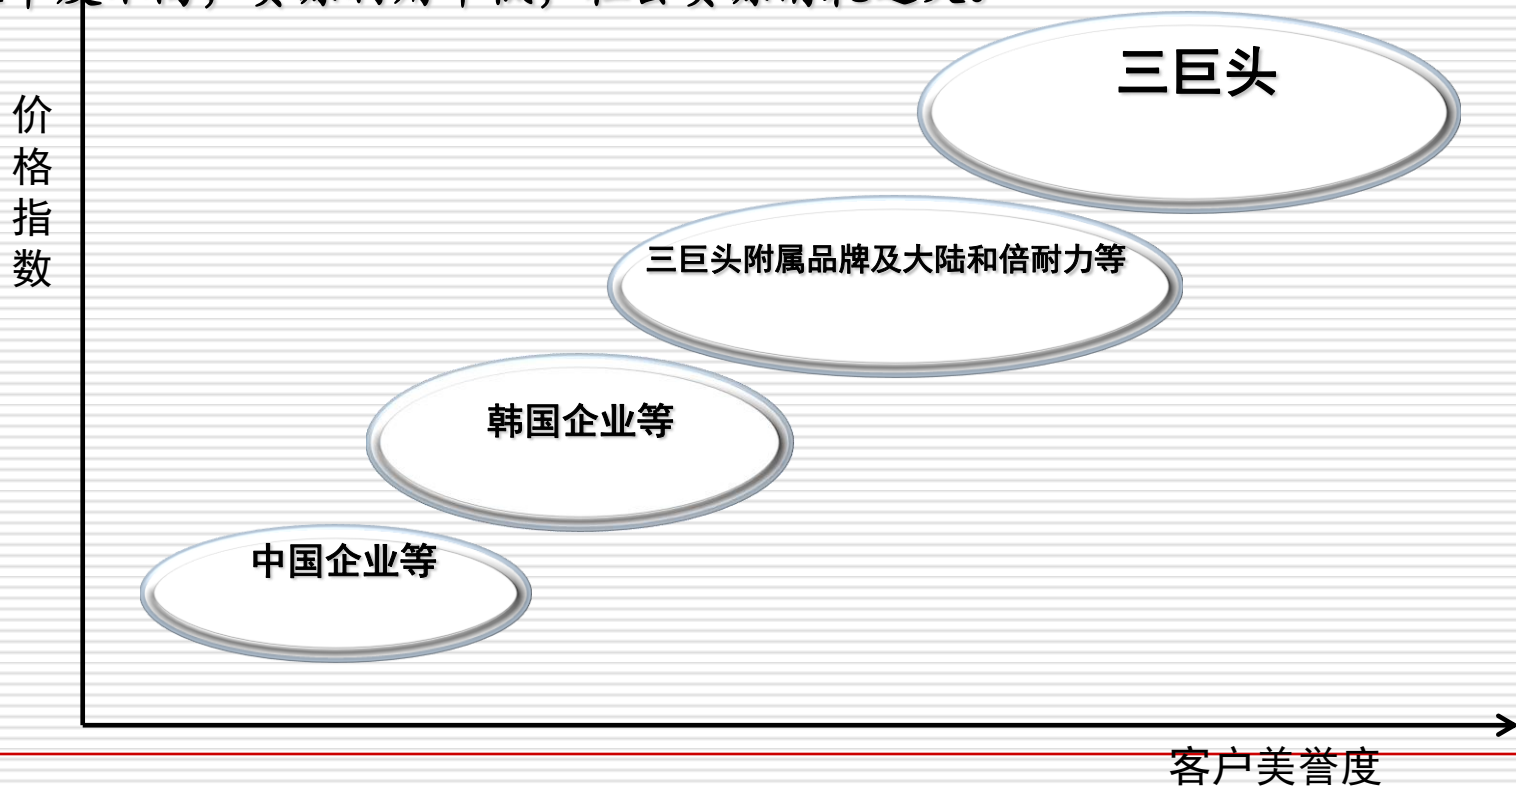 价格指数
三巨头
三巨头附属品牌及大陆和倍耐力等
韩国企业等
中国企业等
客户美誉度